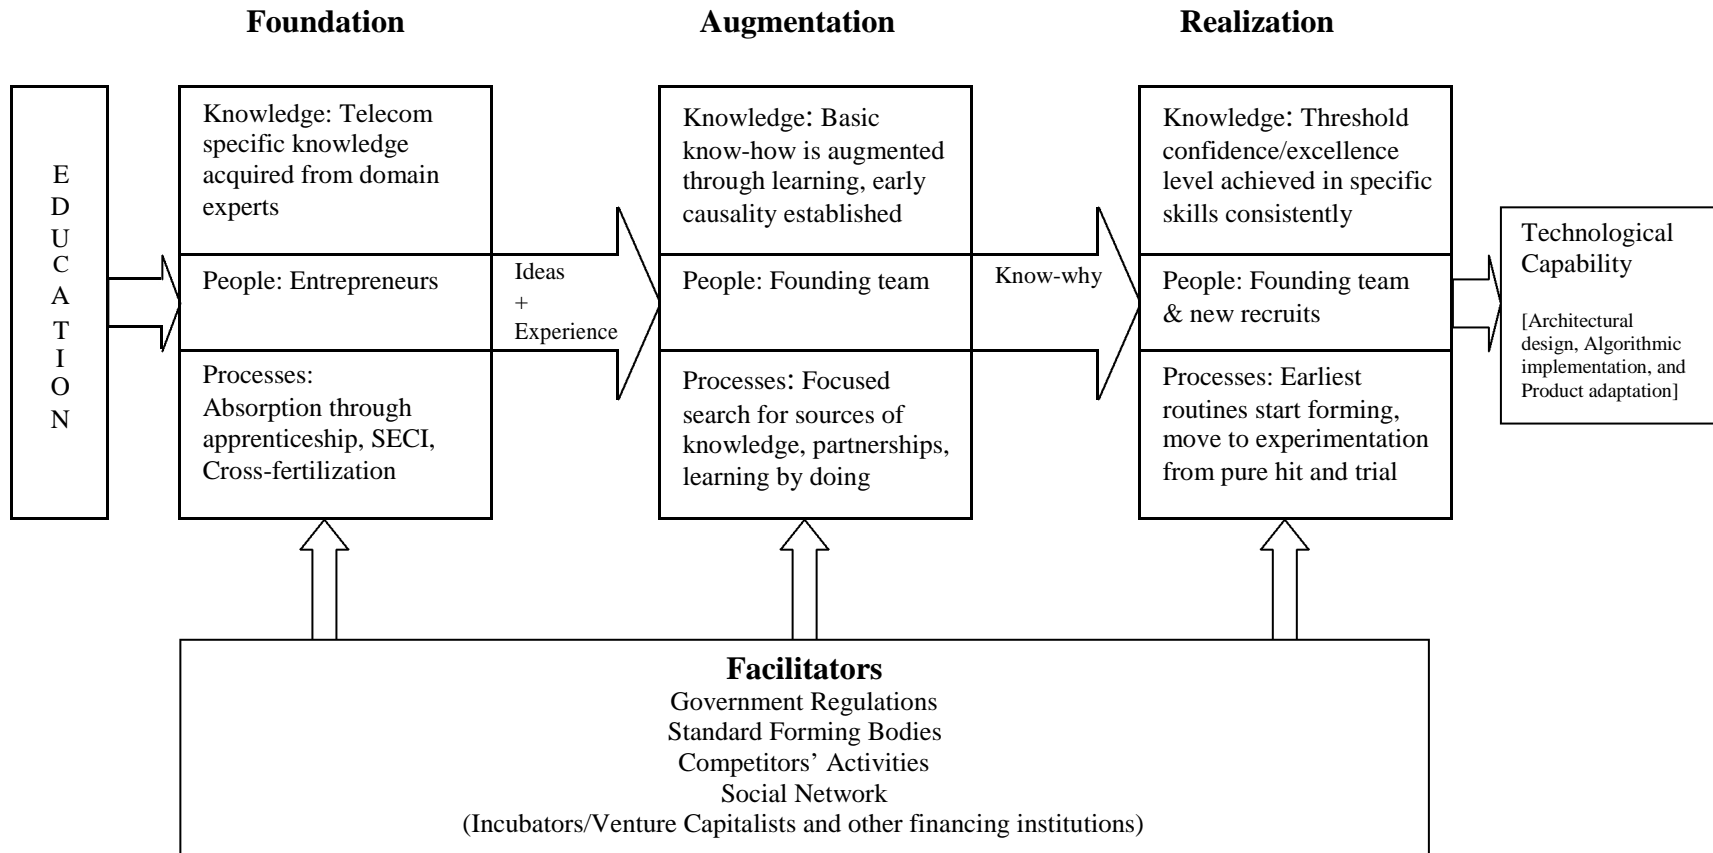 Foundation
Augmentation
Realization
E
D
U
C
A
T
I
O
N
Knowledge: Telecom
specific knowledge
acquired from domain
experts
People: Entrepreneurs
Processes:
Absorption through
apprenticeship, SECI,
Cross-fertilization
Ideas
+
Experience
Knowledge: Basic
know-how is augmented
through learning, early
causality established
People: Founding team
Processes: Focused
search for sources of
knowledge, partnerships,
learning by doing
Know-why
Knowledge: Threshold
confidence/excellence
level achieved in specific
skills consistently
People: Founding team
& new recruits
Processes: Earliest
routines start forming,
move to experimentation
from pure hit and trial
Technological
Capability
[Architectural
design, Algorithmic
implementation, and
Product adaptation]
Facilitators
Government Regulations
Standard Forming Bodies
Competitors’ Activities
Social Network
(Incubators/Venture Capitalists and other financing institutions)